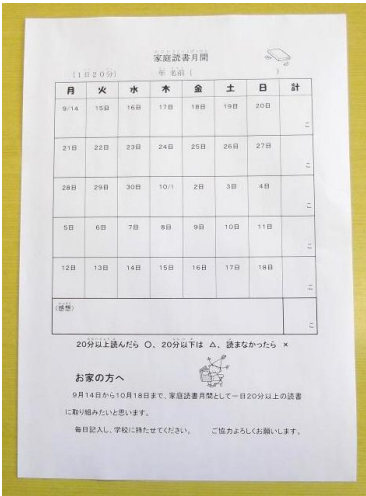 家庭読書月間
(1日20分) 年 名前( )
月 火 水 木 金 土 日 計
9/14 15日 16日 17日 18日 19日 20日 こ
21日 22日 23日 24日 25日 26日 27日 こ
28日 29日 30日 10/1 2日 3日 4日 こ
5日 6日 7日 8日 9日 10日 11日 こ
12日 13日 14日 15日 16日 17日 18日 こ
(感想) こ
20分以上読んだら ○、20分以下は △、読まなかったら ×
お家の方へ
9月14日から10月18日まで、家庭読書月間として一日20分以上の読書
に取り組みたいと思います。
毎日記入し、学校に持たせてください。 ご協力よろしくお願いします。